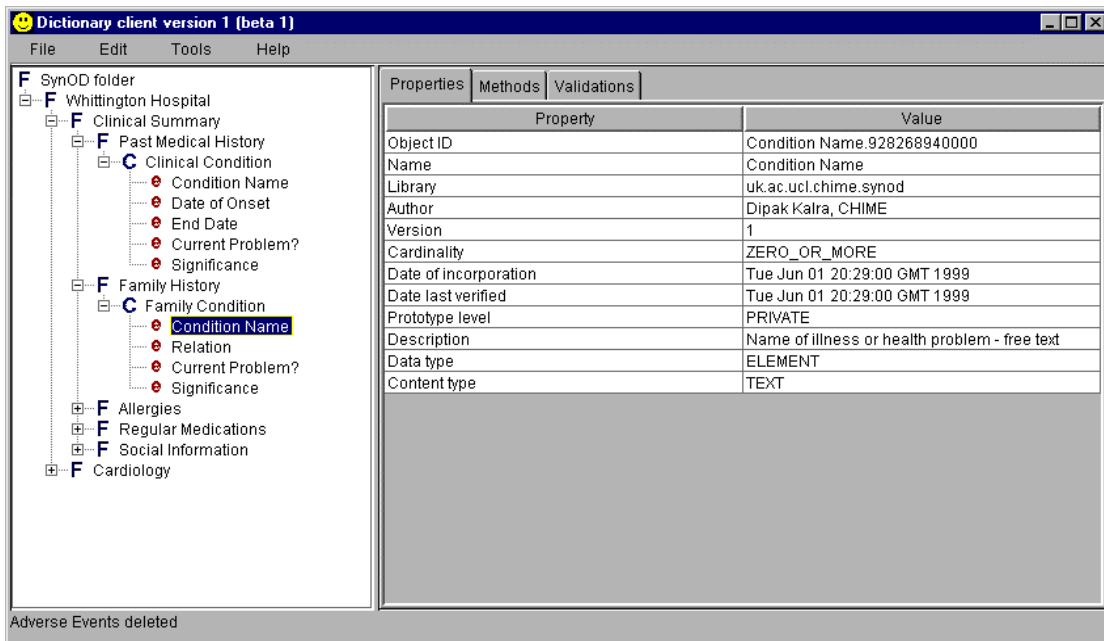 Dictionary client version 1 (beta 1)
File Edit Tools Help
F SynOD folder
F Whittington Hospital
F Clinical Summary
F Past Medical History
C Clinical Condition
e Condition Name
e Date of Onset
e End Date
e Current Problem?
e Significance
F Family History
C Family Condition
e Condition Name
e Relation
e Current Problem?
e Significance
F Allergies
F Regular Medications
F Social Information
F Cardiology
Properties Methods Validations
Property Value
Object ID Condition Name.928268940000
Name Condition Name
Library uk.ac.ucl.chime.synod
Author Dipak Kalra, CHIME
Version 1
Cardinality ZERO_OR_MORE
Date of incorporation Tue Jun 01 20:29:00 GMT 1999
Date last verified Tue Jun 01 20:29:00 GMT 1999
Prototype level PRIVATE
Description Name of illness or health problem - free text
Data type ELEMENT
Content type TEXT
Adverse Events deleted